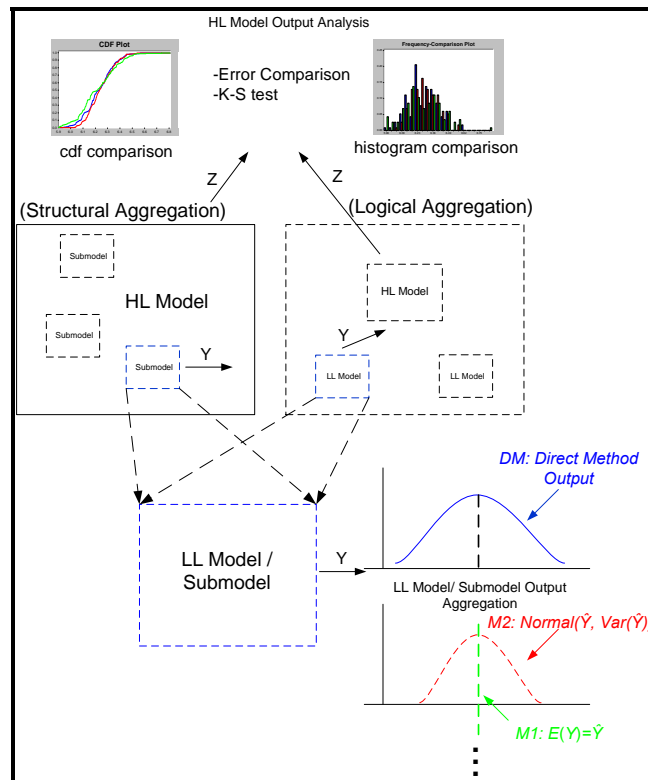 HL Model Output Analysis
CDF Plot
Frequency-Comparison Plot
-Error Comparison
-K-S test
cdf comparison
histogram comparison
Z
Z
(Structural Aggregation)
(Logical Aggregation)
Submodel
HL Model
Submodel
Submodel
Y
HL Model
Y
LL Model
LL Model
DM: Direct Method
Output
LL Model /
Submodel
Y
LL Model/ Submodel Output
Aggregation
M2: Normal(Ŷ, Var(Ŷ)
M1: E(Y)=Ŷ